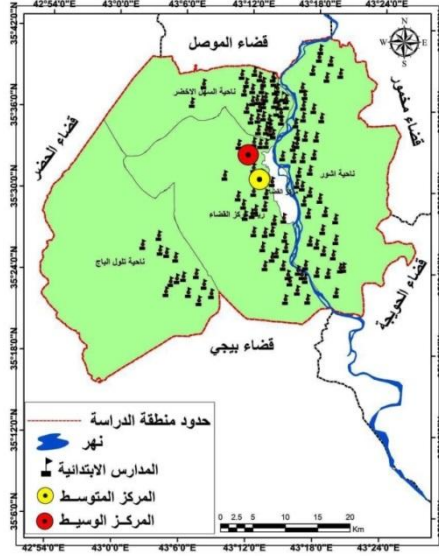 42°54'0"E 43°0'0"E 43°6'0"E 43°12'0"E 43°18'0"E 43°24'0"E
35°42'0"N
35°36'0"N
35°30'0"N
35°24'0"N
35°18'0"N
35°12'0"N
35°6'0"N
N
W E
S
قضاء الموصل
قضاء مخمور
قضاء الحضر
قضاء الحويجة
قضاء بيجي
ناحية السهل الاخضر
ناحية اشور
مركز القضاء
ناحية تلول الباج
حدود منطقة الدراسة
نهر
المدارس الابتدائية
المركز المتوسط
المركز الوسيط
0 2.5 5 10 15 20
Km
42°54'0"E 43°0'0"E 43°6'0"E 43°12'0"E 43°18'0"E 43°24'0"E